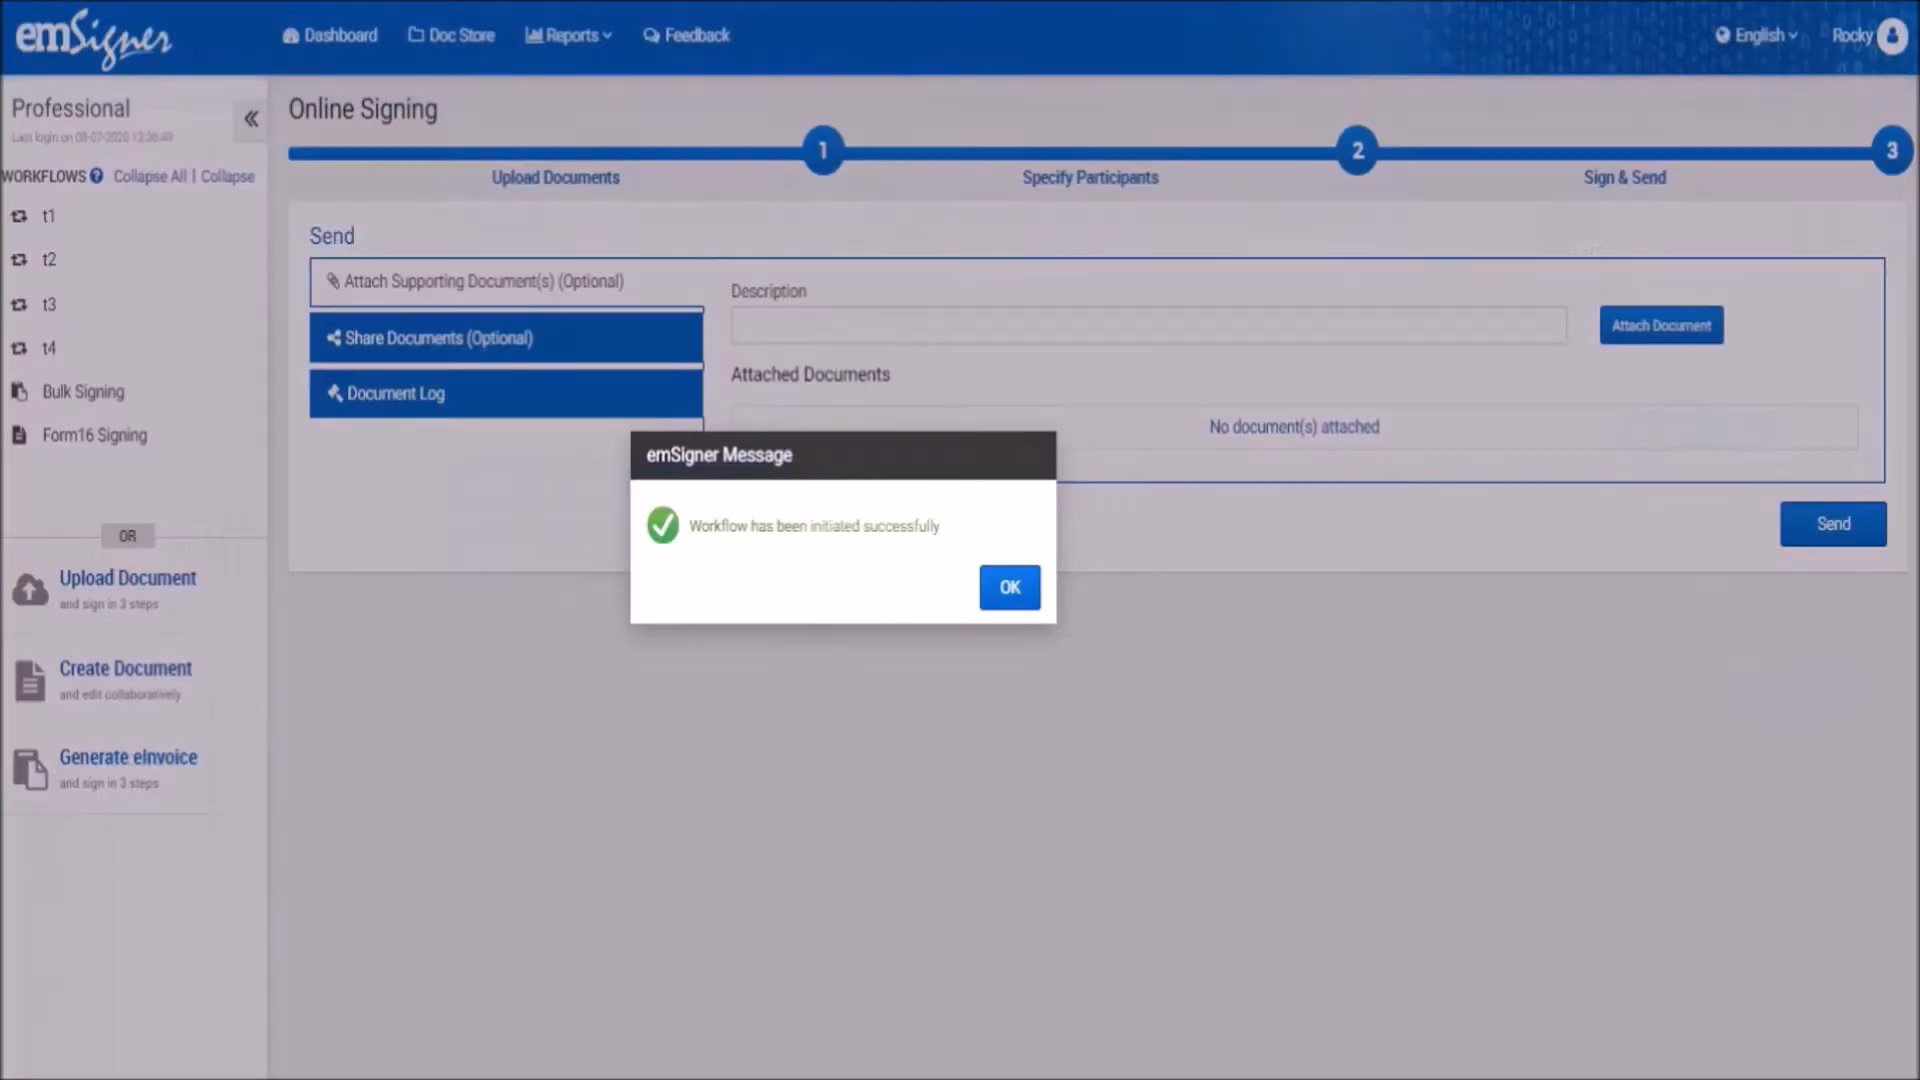 emSigner
Dashboard
Doc Store
Reports
Feedback
English
Rocky
Professional
Last login on 08-07-2020 13:36:49
WORKFLOWS ? Collapse All | Collapse
t1
t2
t3
t4
Bulk Signing
Form16 Signing
OR
Upload Document
and sign in 3 steps
Create Document
and edit collaboratively
Generate eInvoice
and sign in 3 steps
Online Signing
1
2
3
Upload Documents
Specify Participants
Sign & Send
Send
Attach Supporting Document(s) (Optional)
Share Documents (Optional)
Document Log
Description
Attach Document
Attached Documents
No document(s) attached
Send
emSigner Message
Workflow has been initiated successfully
OK